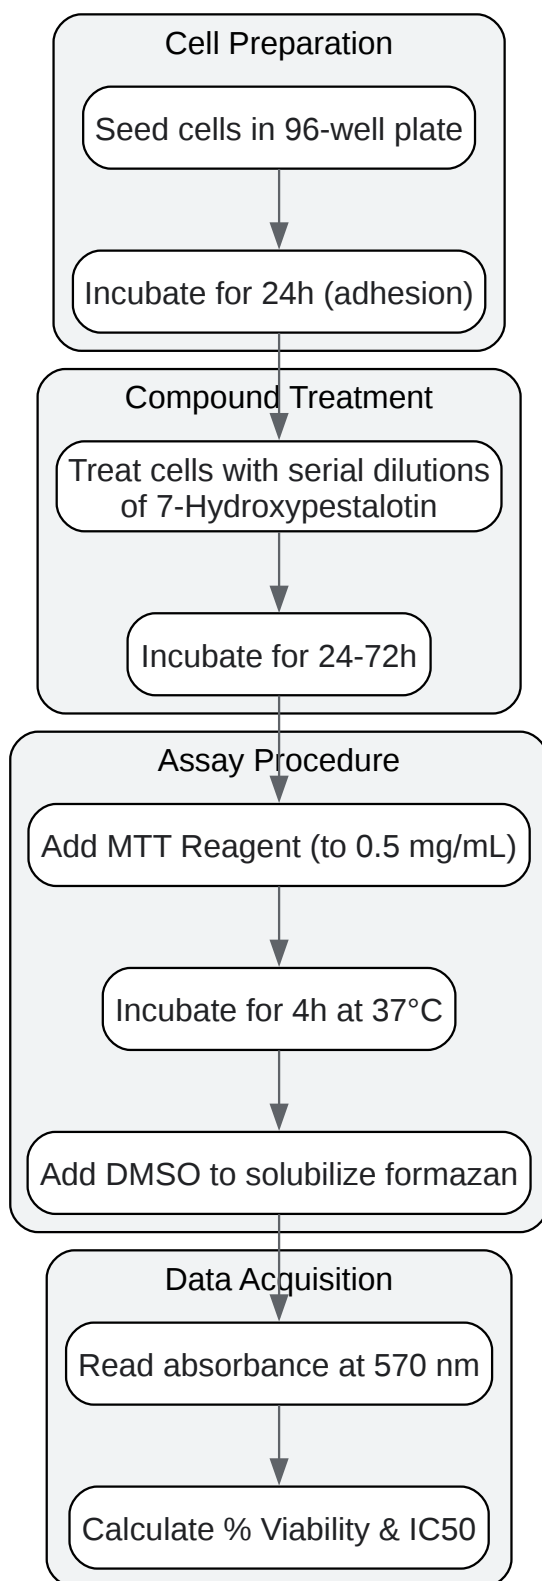 Cell Preparation
Seed cells in 96-well plate
Incubate for 24h (adhesion)
Compound Treatment
Treat cells with serial dilutions
of 7-Hydroxypestalotin
Incubate for 24-72h
Assay Procedure
Add MTT Reagent (to 0.5 mg/mL)
Incubate for 4h at 37°C
Add DMSO to solubilize formazan
Data Acquisition
Read absorbance at 570 nm
Calculate % Viability & IC50